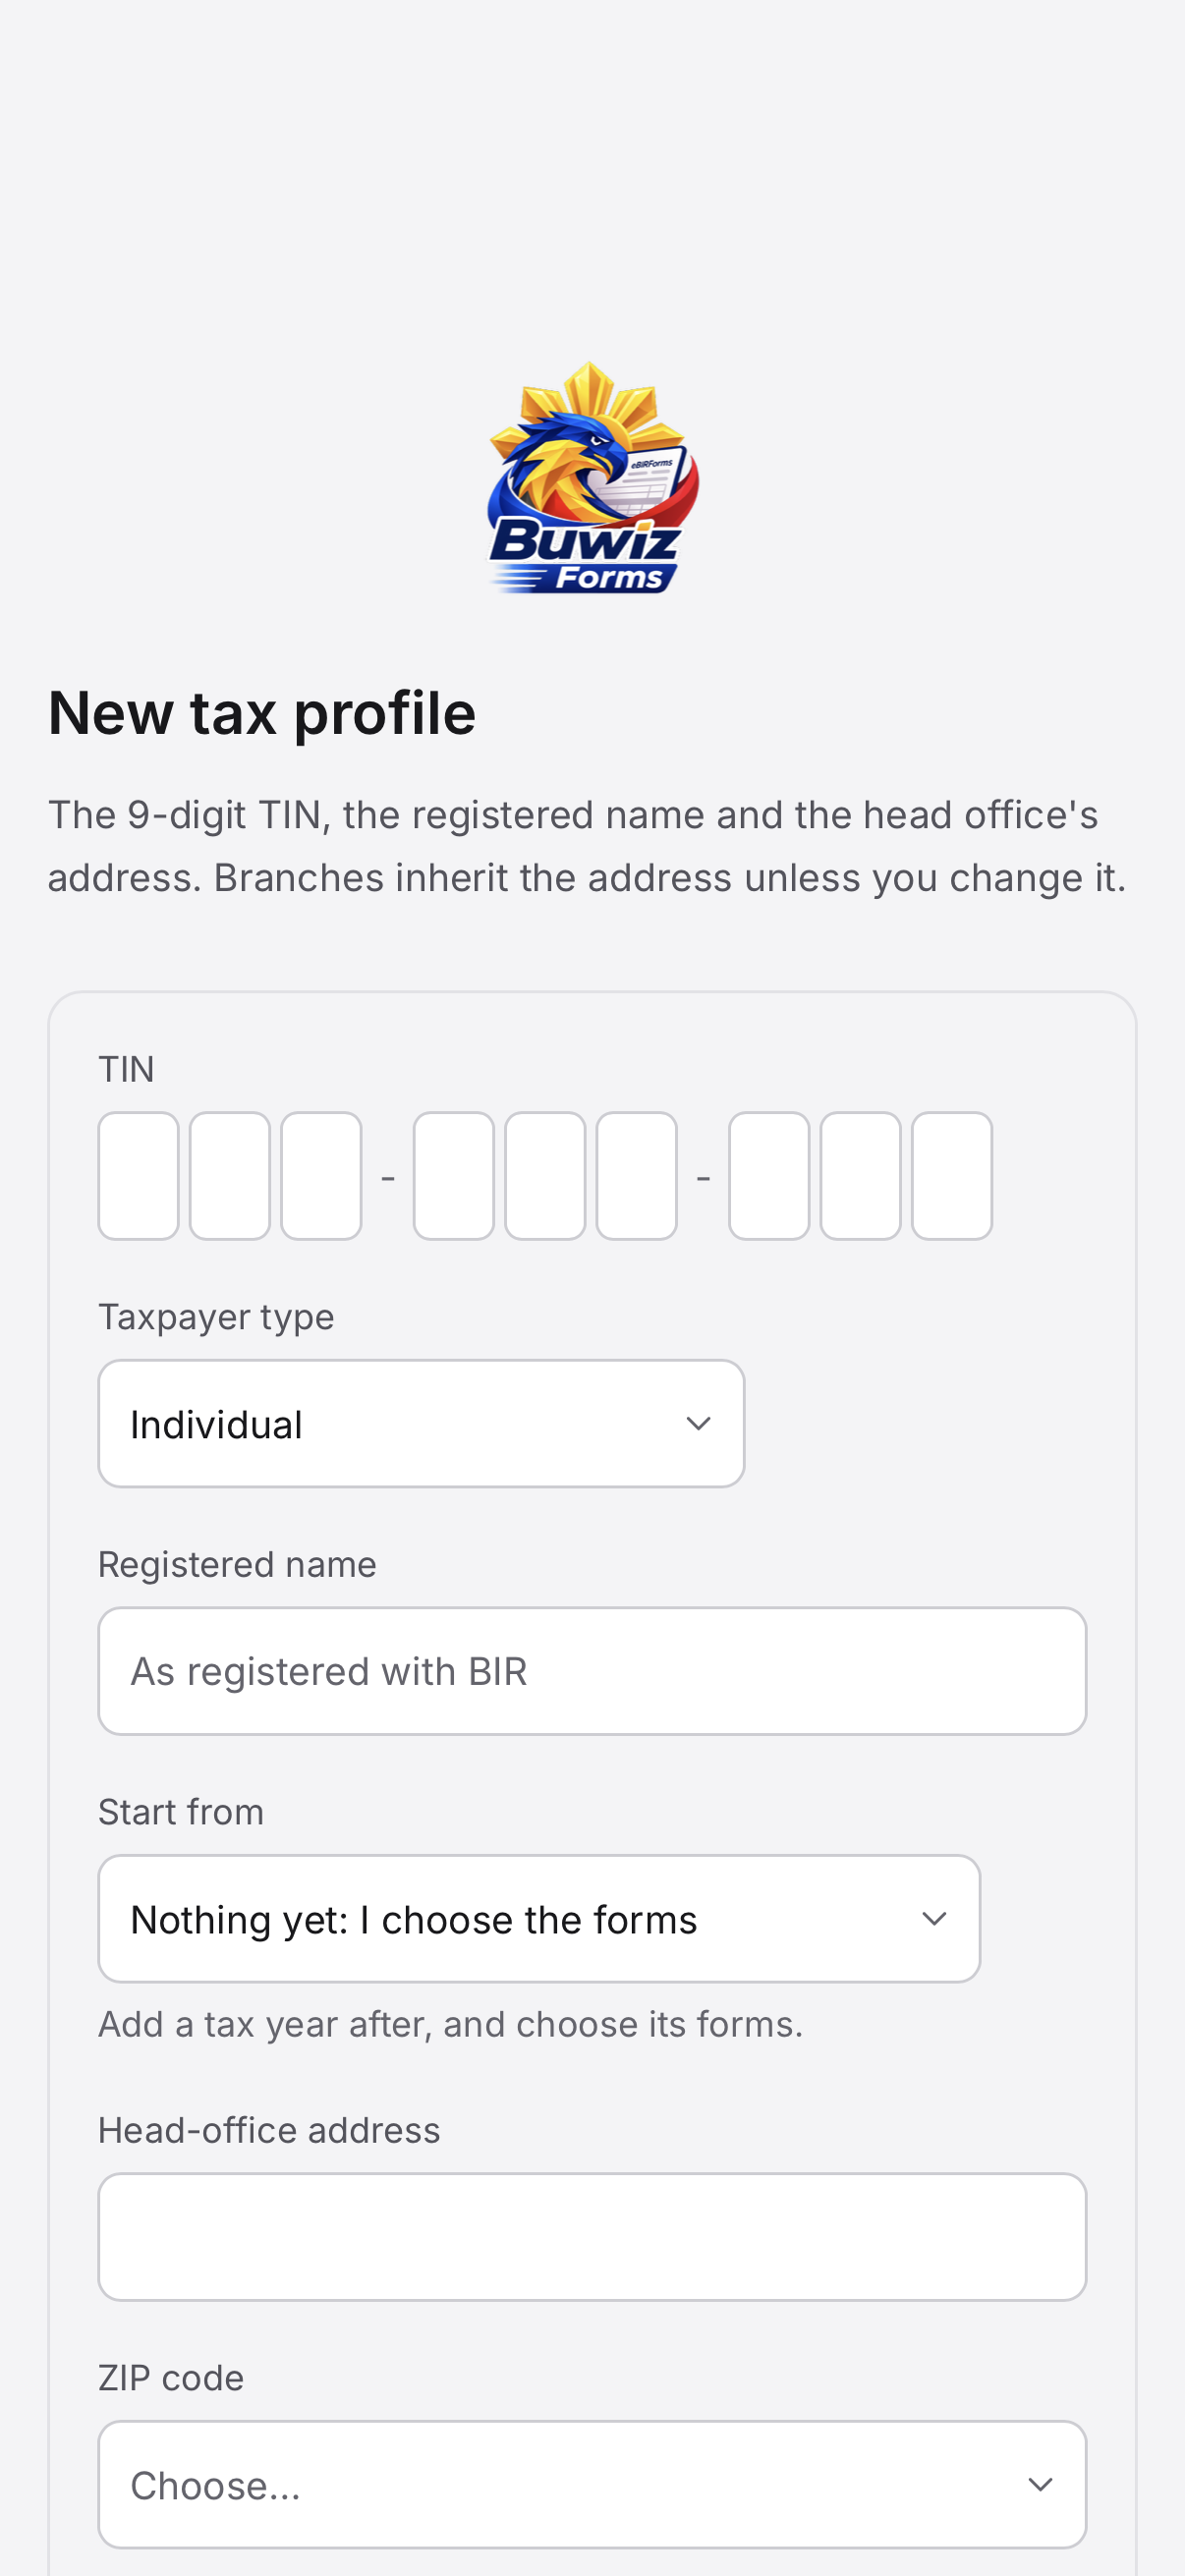 eBIRForms
Buwiz
Forms
New tax profile
The 9-digit TIN, the registered name and the head office's
address. Branches inherit the address unless you change it.
TIN
- -
Taxpayer type
Individual
Registered name
As registered with BIR
Start from
Nothing yet: I choose the forms
Add a tax year after, and choose its forms.
Head-office address
ZIP code
Choose...